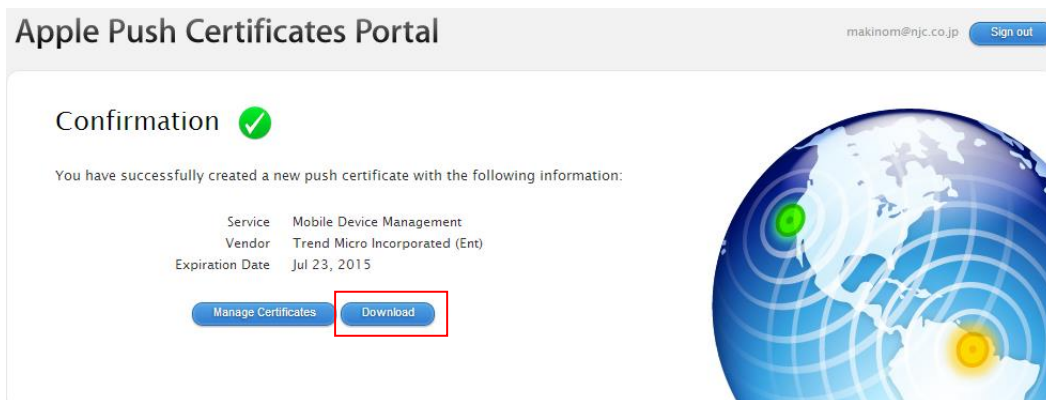 Apple Push Certificates Portal
makinom@njc.co.jp Sign out
Confirmation
You have successfully created a new push certificate with the following information:
Service Mobile Device Management
Vendor Trend Micro Incorporated (Ent)
Expiration Date Jul 23, 2015
Manage Certificates Download